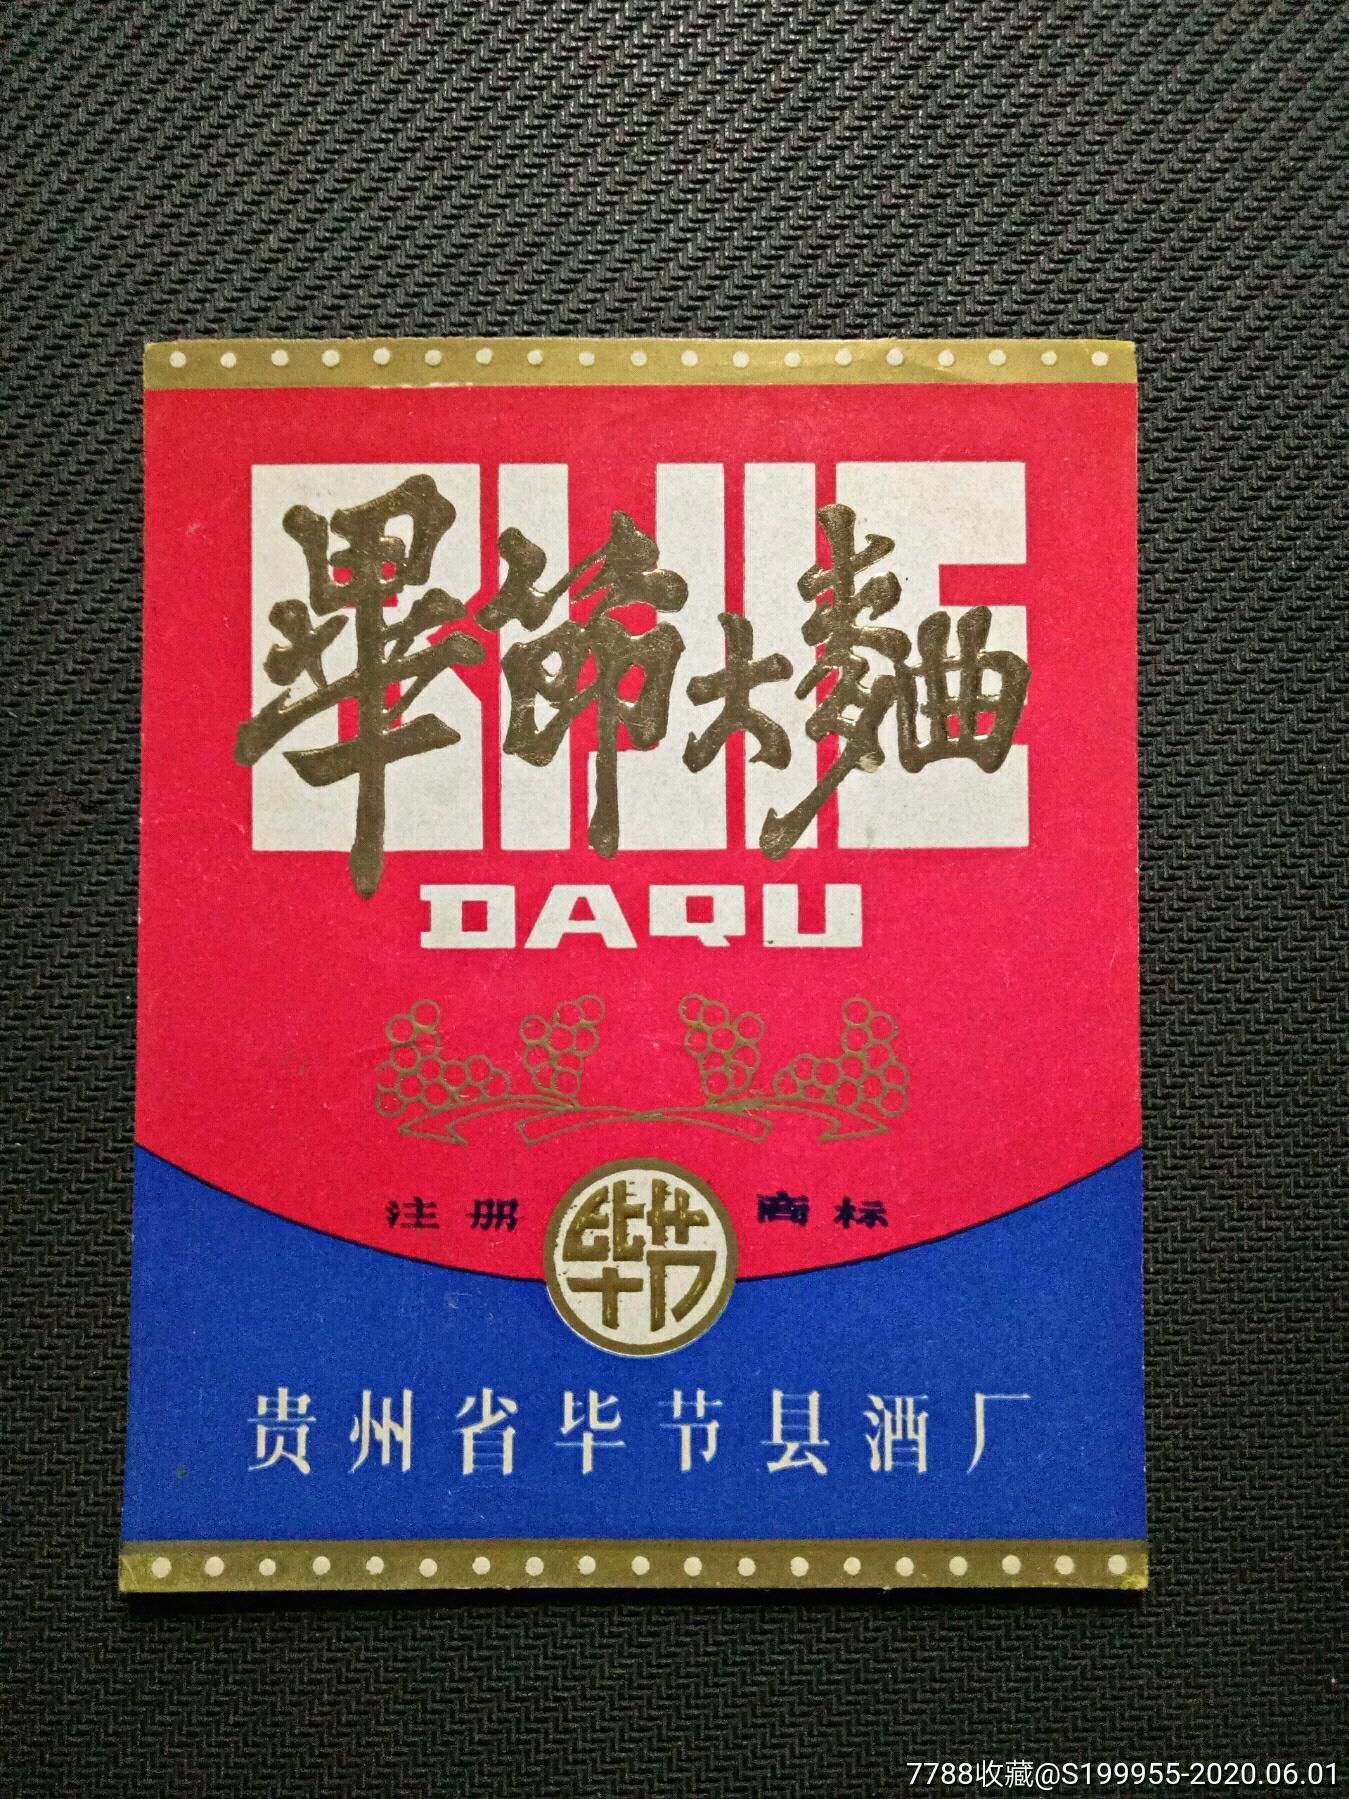 BIJIE
畢節大麯
DAQU
注册 商标
毕节
贵州省毕节县酒厂
7788收藏@S199955-2020.06.01